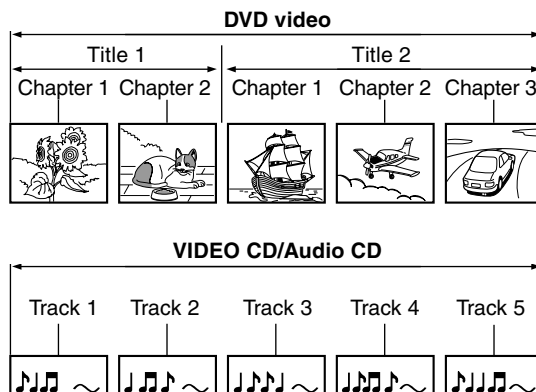 DVD video
Title 1 Title 2
Chapter 1 Chapter 2 Chapter 1 Chapter 2 Chapter 3
VIDEO CD/Audio CD
Track 1 Track 2 Track 3 Track 4 Track 5